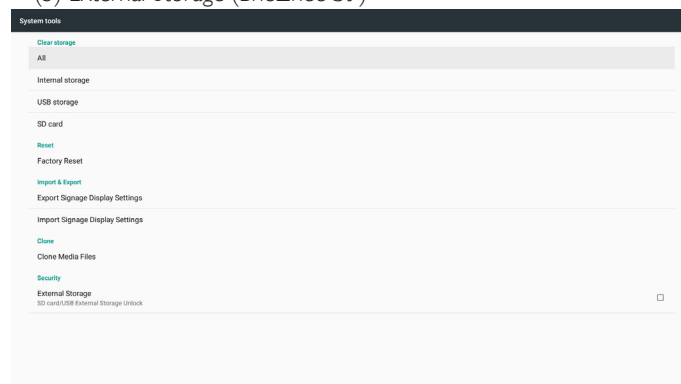 System tools
Clear storage
All
Internal storage
USB storage
SD card
Reset
Factory Reset
Import & Export
Export Signage Display Settings
Import Signage Display Settings
Clone
Clone Media Files
Security
External Storage
SD card/USB External Storage Unlock